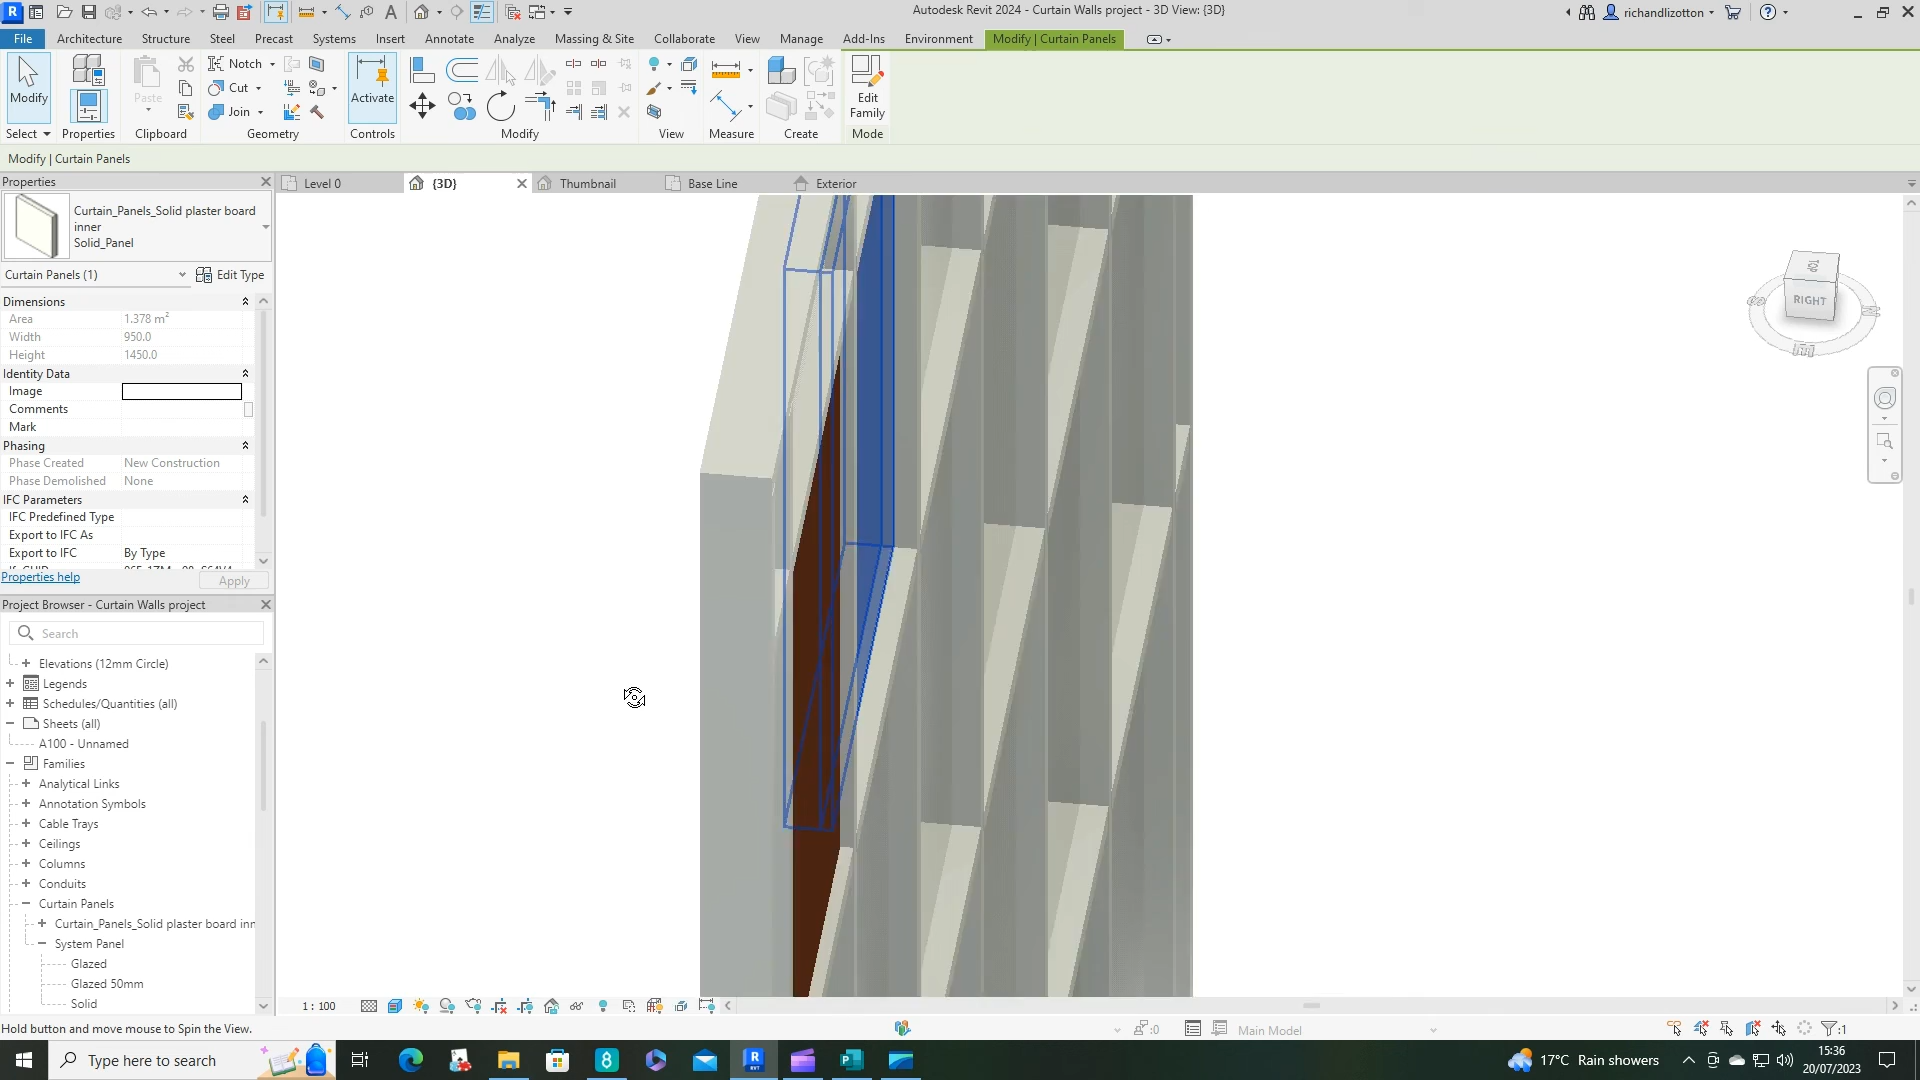 Autodesk Revit 2024 - Curtain Walls project - 3D View: {3D}
richandlizotton
File Architecture Structure Steel Precast Systems Insert Annotate Analyze Massing & Site Collaborate View Manage Add-Ins Environment Modify | Curtain Panels
Modify
Paste
Notch
Cut
Join
Activate
Edit
Family
Select Properties Clipboard Geometry Controls Modify View Measure Create Mode
Modify | Curtain Panels
Properties
Level 0 {3D} Thumbnail Base Line Exterior
Curtain_Panels_Solid plaster board
inner
Solid_Panel
Curtain Panels (1) Edit Type
Dimensions
Area 1.378 m²
Width 950.0
Height 1450.0
Identity Data
Image
Comments
Mark
Phasing
Phase Created New Construction
Phase Demolished None
IFC Parameters
IFC Predefined Type
Export to IFC As
Export to IFC By Type
Properties help Apply
TOP
RIGHT
Project Browser - Curtain Walls project
Search
Elevations (12mm Circle)
Legends
Schedules/Quantities (all)
Sheets (all)
A100 - Unnamed
Families
Analytical Links
Annotation Symbols
Cable Trays
Ceilings
Columns
Conduits
Curtain Panels
Curtain_Panels_Solid plaster board inr
System Panel
Glazed
Glazed 50mm
Solid
1 : 100
Hold button and move mouse to Spin the View.
:0
Main Model
:1
Type here to search
17°C Rain showers
15:36
20/07/2023